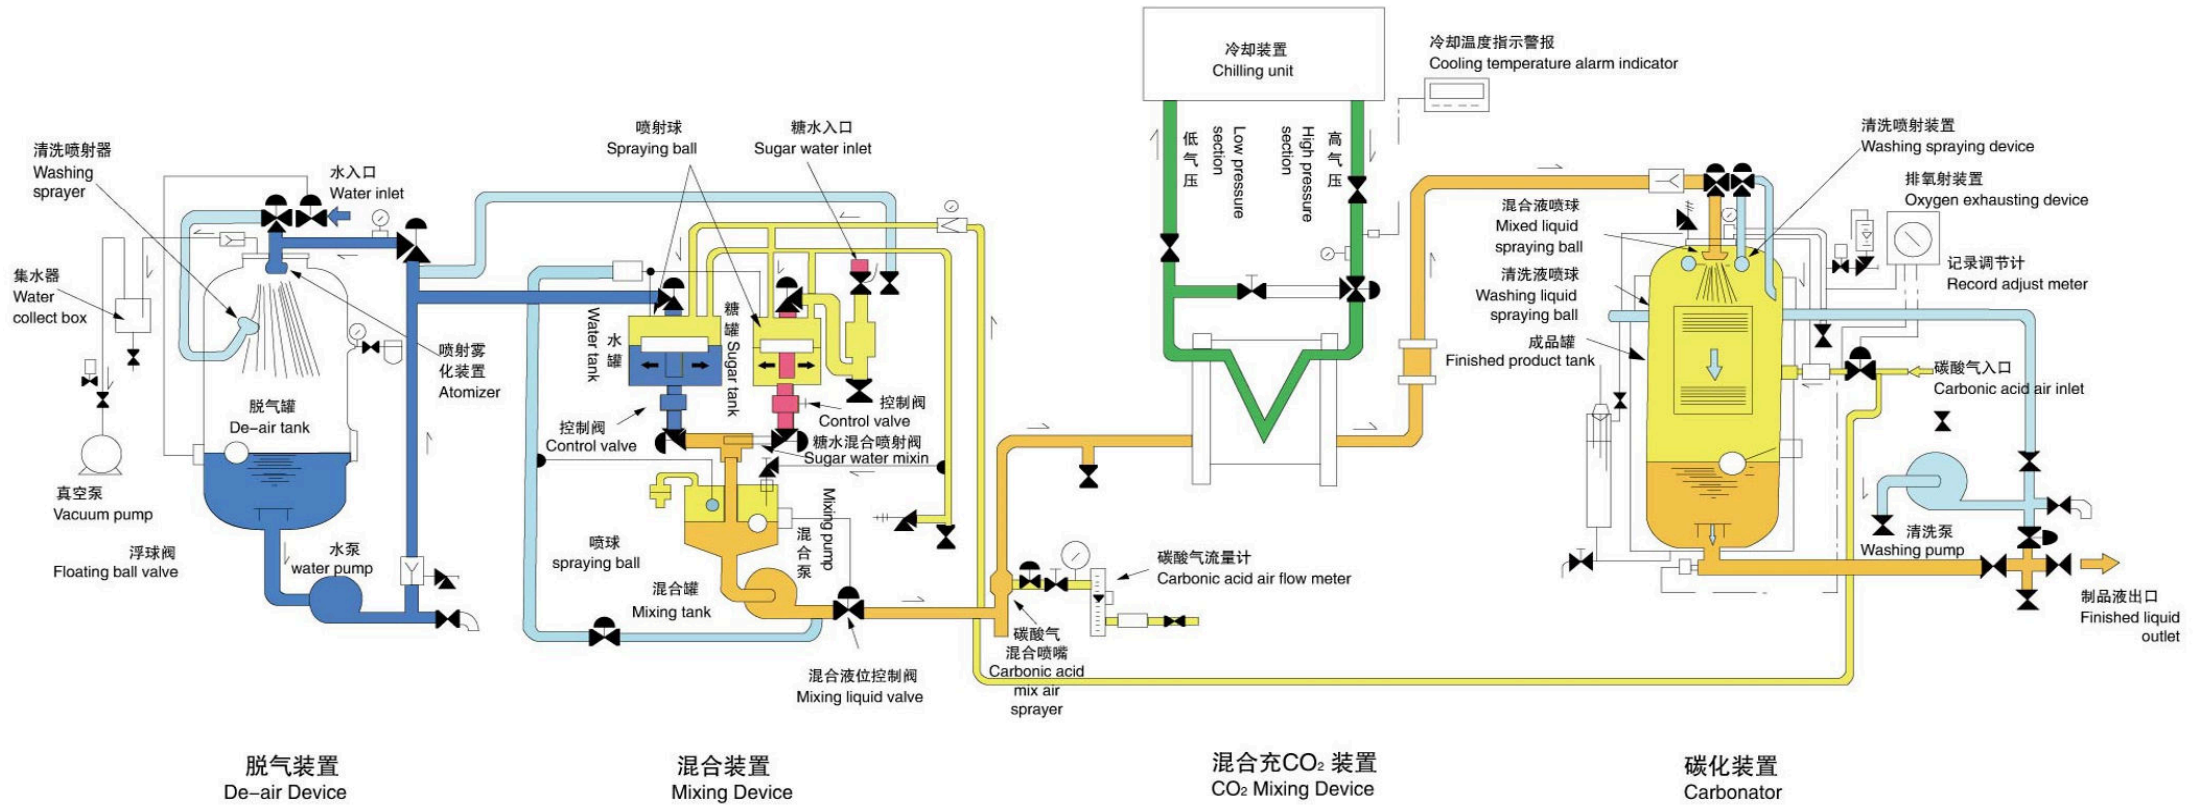 清洗喷射器
Washing
sprayer
水入口
Water inlet
集水器
Water
collect box
喷射雾
化装置
Atomizer
脱气罐
De-air tank
真空泵
Vacuum pump
浮球阀
Floating ball valve
水泵
water pump
喷射球
Spraying ball
糖水入口
Sugar water inlet
水罐
Water tank
糖罐 Sugar tank
控制阀
Control valve
控制阀
Control valve
糖水混合喷射阀
Sugar water mixin
喷球
spraying ball
混合泵
Mixing pump
混合罐
Mixing tank
混合液位控制阀
Mixing liquid valve
冷却装置
Chilling unit
冷却温度指示警报
Cooling temperature alarm indicator
低气压
Low pressure
section
High pressure
section
高气压
碳酸气流量计
Carbonic acid air flow meter
碳酸气
混合喷嘴
Carbonic acid
mix air
sprayer
清洗喷射装置
Washing spraying device
排氧射装置
Oxygen exhausting device
混合液喷球
Mixed liquid
spraying ball
清洗液喷球
Washing liquid
spraying ball
成品罐
Finished product tank
记录调节计
Record adjust meter
碳酸气入口
Carbonic acid air inlet
清洗泵
Washing pump
制品液出口
Finished liquid
outlet
脱气装置
De-air Device
混合装置
Mixing Device
混合充CO₂ 装置
CO₂ Mixing Device
碳化装置
Carbonator